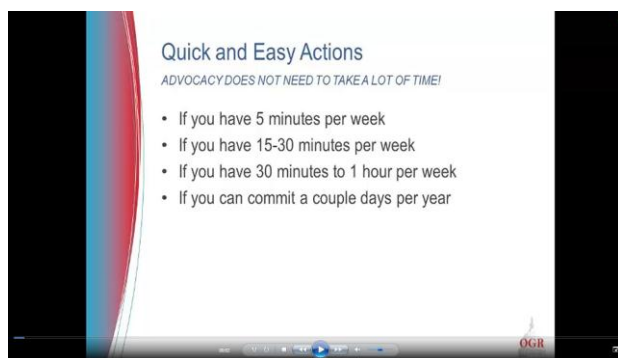 Quick and Easy Actions
ADVOCACY DOES NOT NEED TO TAKE A LOT OF TIME!
• If you have 5 minutes per week
• If you have 15-30 minutes per week
• If you have 30 minutes to 1 hour per week
• If you can commit a couple days per year
OGR